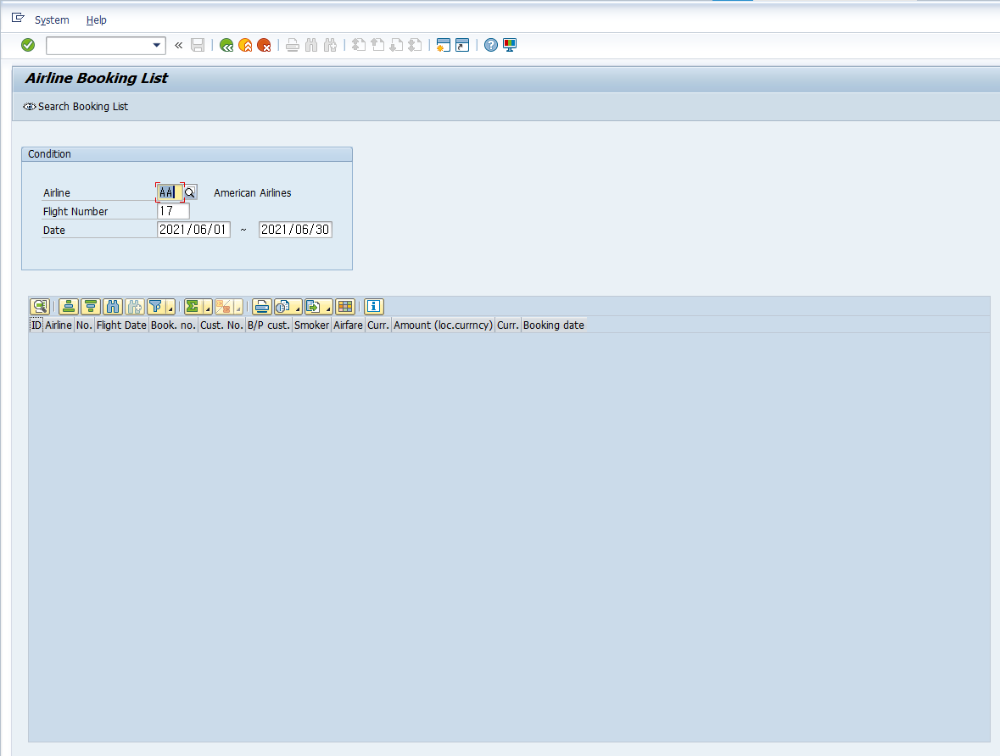 System Help
Airline Booking List
Search Booking List
Condition
Airline AA American Airlines
Flight Number 17
Date 2021/06/01 ~ 2021/06/30
ID Airline No. Flight Date Book. no. Cust. No. B/P cust. Smoker Airfare Curr. Amount (loc.currncy) Curr. Booking date